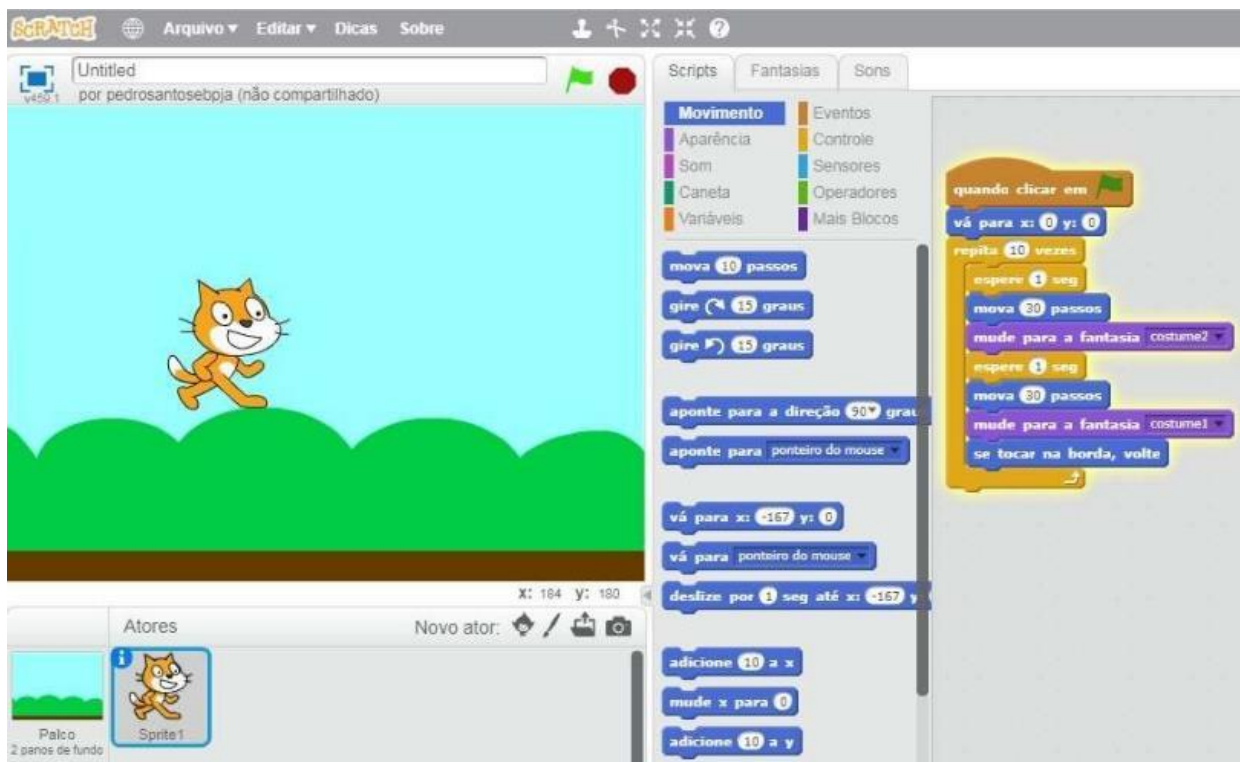 SCRATCH Arquivo Editar Dicas Sobre
Untitled
v459.1 por pedrosantosebpja (não compartilhado)
X: 184 y: 180
Atores Novo ator:
Palco
2 panos de fundo
Sprite1
Scripts Fantasias Sons
Movimento Eventos
Aparência Controle
Som Sensores
Caneta Operadores
Variáveis Mais Blocos
mova 10 passos
gire 15 graus
gire 15 graus
aponte para a direção 90 grau
aponte para ponteiro do mouse
vá para x: -167 y: 0
vá para ponteiro do mouse
deslize por 1 seg até x: -167 y
adicione 10 a x
mude x para 0
adicione 10 a y
quando clicar em
vá para x: 0 y: 0
repita 10 vezes
espere 1 seg
mova 30 passos
mude para a fantasia costume2
espere 1 seg
mova 30 passos
mude para a fantasia costume1
se tocar na borda, volte